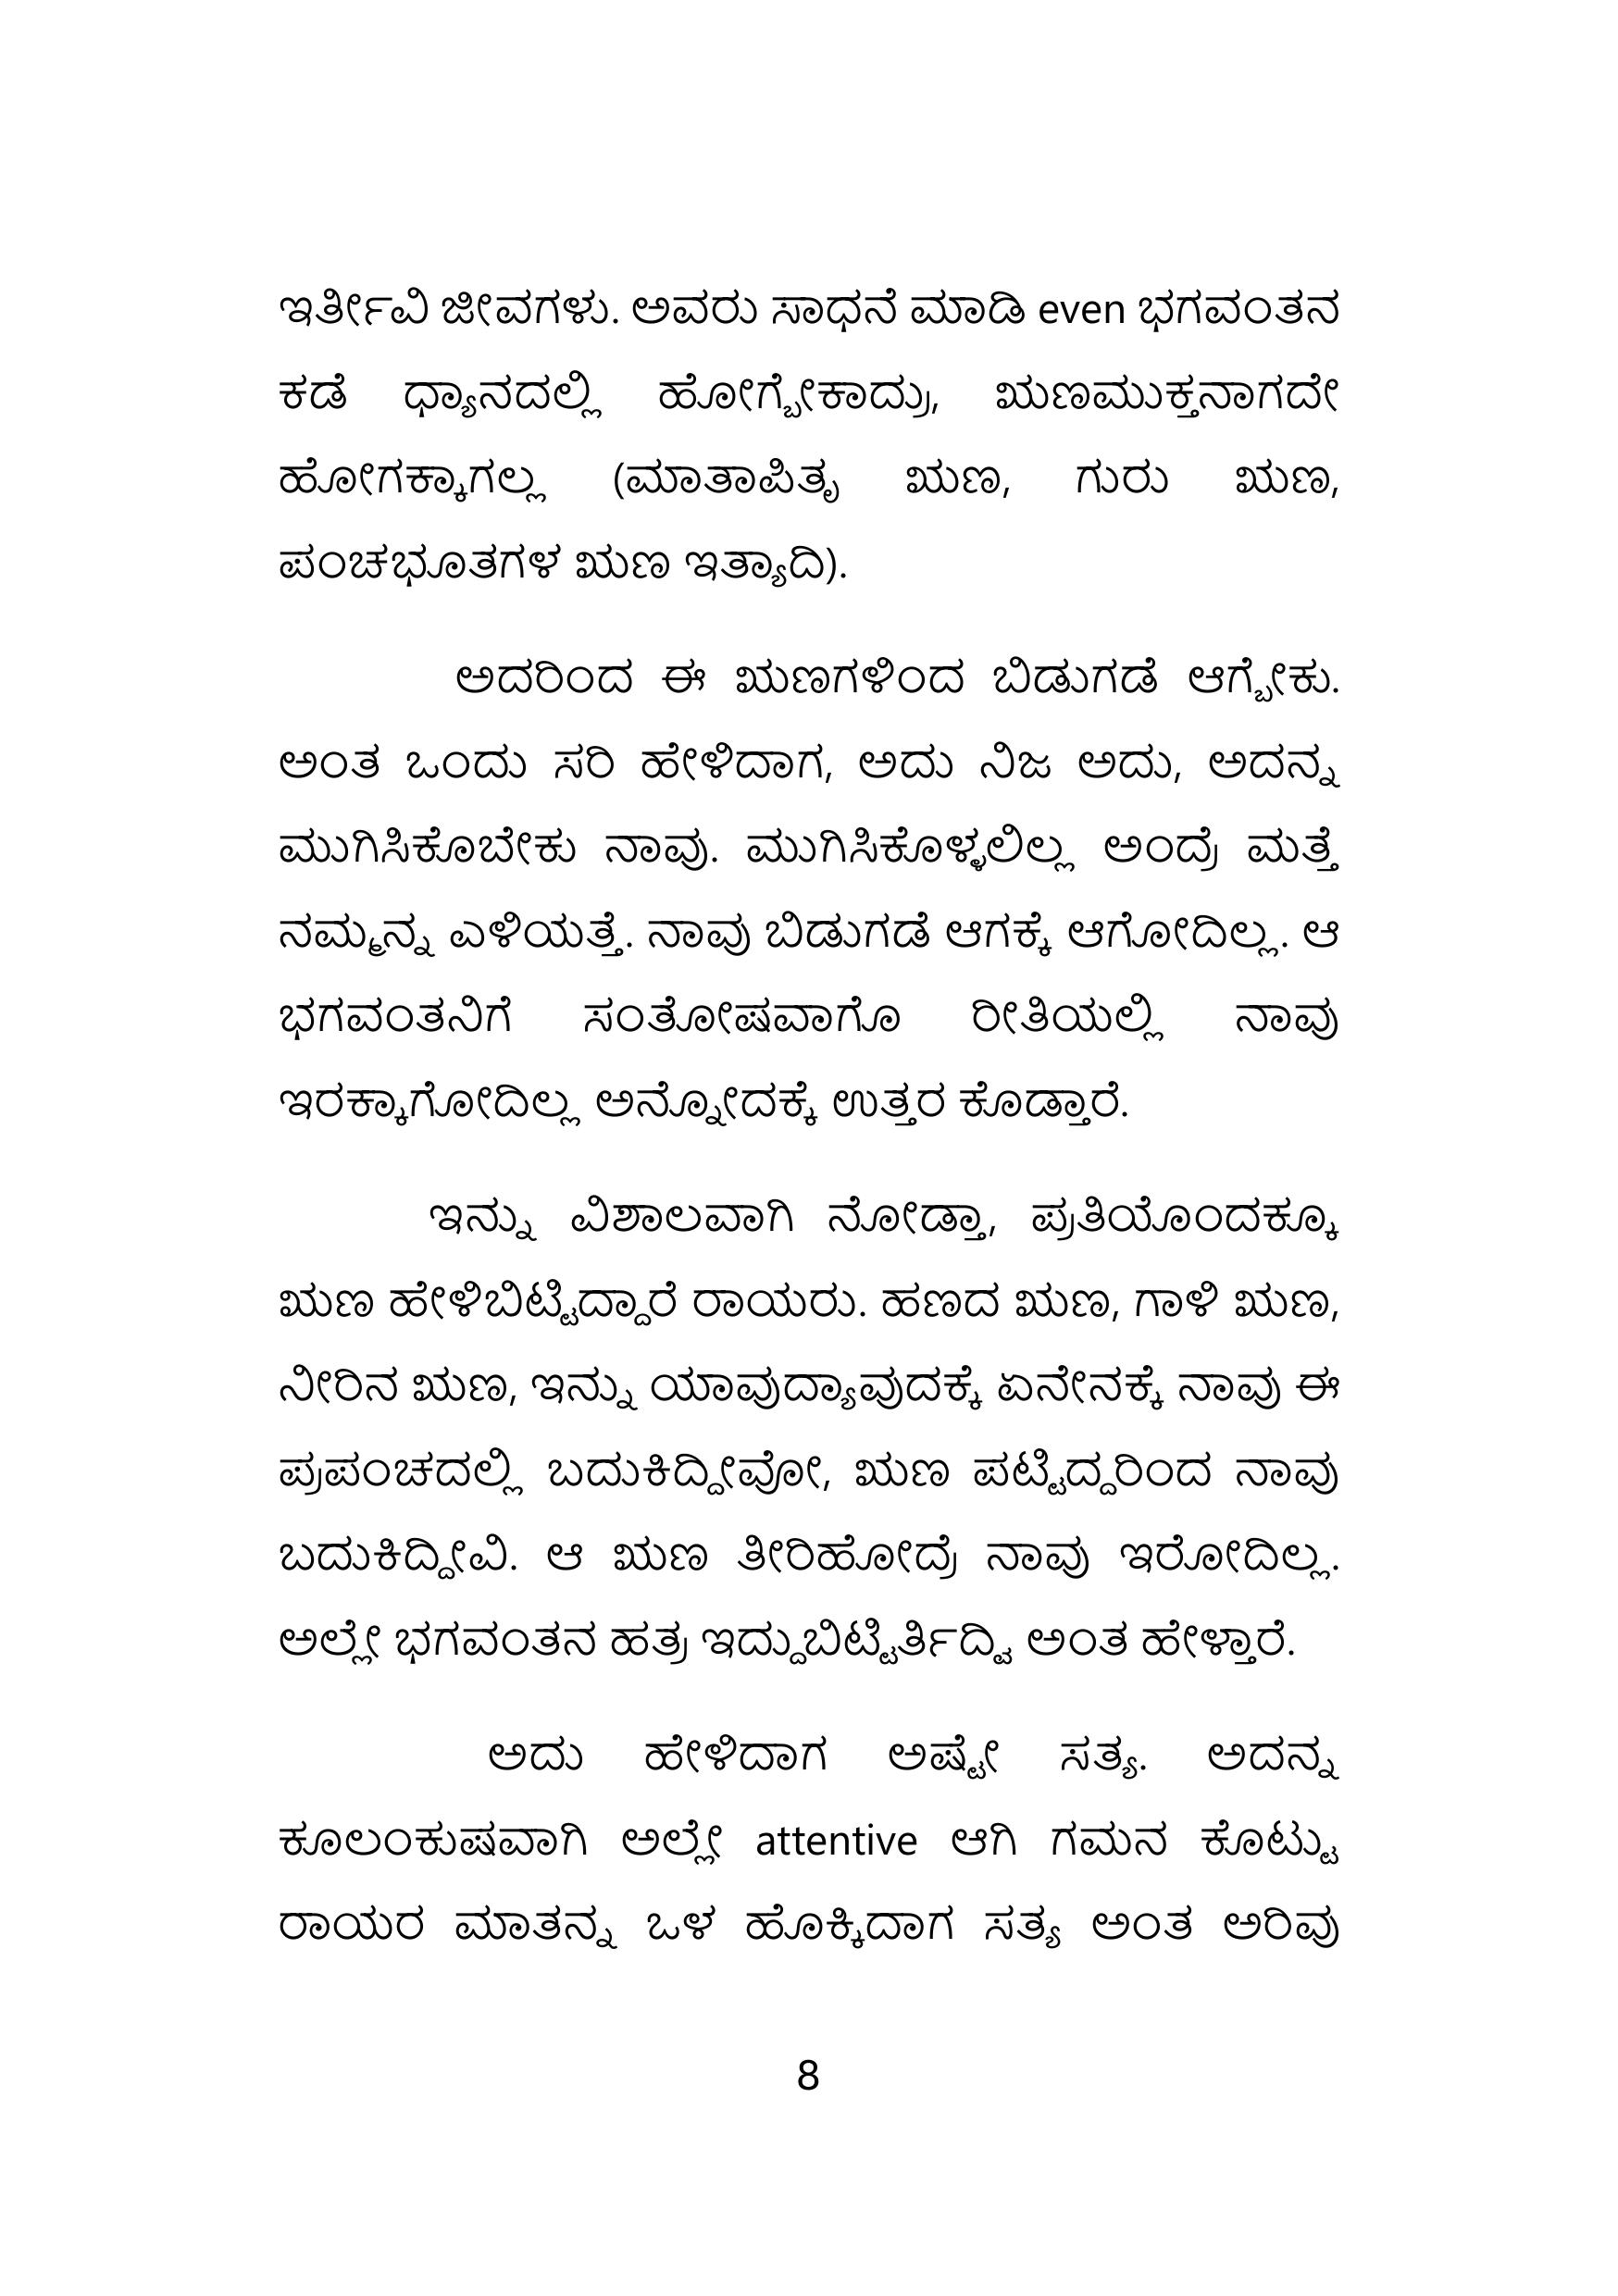 ಇರ್ತೀವಿ ಜೀವಗಳು. ಅವರು ಸಾಧನೆ ಮಾಡಿ even ಭಗವಂತನ
ಕಡೆ ಧ್ಯಾನದಲ್ಲಿ ಹೋಗ್ಬೇಕಾದ್ರು, ಋಣಮುಕ್ತನಾಗದೇ
ಹೋಗಕ್ಕಾಗಲ್ಲ (ಮಾತಾಪಿತೃ ಋಣ, ಗುರು ಋಣ,
ಪಂಚಭೂತಗಳ ಋಣ ಇತ್ಯಾದಿ).
ಅದರಿಂದ ಈ ಋಣಗಳಿಂದ ಬಿಡುಗಡೆ ಆಗ್ಬೇಕು.
ಅಂತ ಒಂದು ಸರಿ ಹೇಳಿದಾಗ, ಅದು ನಿಜ ಅದು, ಅದನ್ನ
ಮುಗಿಸಿಕೊಬೇಕು ನಾವು. ಮುಗಿಸಿಕೊಳ್ಳಲಿಲ್ಲ ಅಂದ್ರೆ ಮತ್ತೆ
ನಮ್ಮನ್ನ ಎಳಿಯತ್ತೆ. ನಾವು ಬಿಡುಗಡೆ ಆಗಕ್ಕೆ ಆಗೋದಿಲ್ಲ. ಆ
ಭಗವಂತನಿಗೆ ಸಂತೋಷವಾಗೊ ರೀತಿಯಲ್ಲಿ ನಾವು
ಇರಕ್ಕಾಗೋದಿಲ್ಲ ಅನ್ನೋದಕ್ಕೆ ಉತ್ತರ ಕೊಡ್ತಾರೆ.
ಇನ್ನು ವಿಶಾಲವಾಗಿ ನೋಡ್ತಾ, ಪ್ರತಿಯೊಂದಕ್ಕೂ
ಋಣ ಹೇಳಿಬಿಟ್ಟಿದ್ದಾರೆ ರಾಯರು. ಹಣದ ಋಣ, ಗಾಳಿ ಋಣ,
ನೀರಿನ ಋಣ, ಇನ್ನು ಯಾವುದ್ಯಾವುದಕ್ಕೆ ಏನೇನಕ್ಕೆ ನಾವು ಈ
ಪ್ರಪಂಚದಲ್ಲಿ ಬದುಕಿದ್ದೀವೋ, ಋಣ ಪಟ್ಟಿದ್ದರಿಂದ ನಾವು
ಬದುಕಿದ್ದೀವಿ. ಆ ಋಣ ತೀರಿಹೋದ್ರೆ ನಾವು ಇರೋದಿಲ್ಲ.
ಅಲ್ಲೇ ಭಗವಂತನ ಹತ್ರ ಇದ್ದುಬಿಟ್ಟಿರ್ತಿದ್ವಿ ಅಂತ ಹೇಳ್ತಾರೆ.
ಅದು ಹೇಳಿದಾಗ ಅಷ್ಟೇ ಸತ್ಯ. ಅದನ್ನ
ಕೂಲಂಕುಷವಾಗಿ ಅಲ್ಲೇ attentive ಆಗಿ ಗಮನ ಕೊಟ್ಟು
ರಾಯರ ಮಾತನ್ನ ಒಳ ಹೊಕ್ಕಿದಾಗ ಸತ್ಯ ಅಂತ ಅರಿವು
8